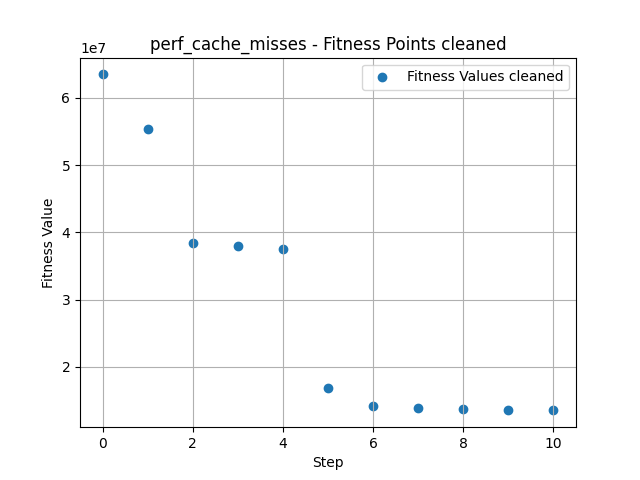 perf_cache_misses - Fitness Points cleaned
1e7
Fitness Values cleaned
6
5
4
3
2
Fitness Value
0 2 4 6 8 10
Step